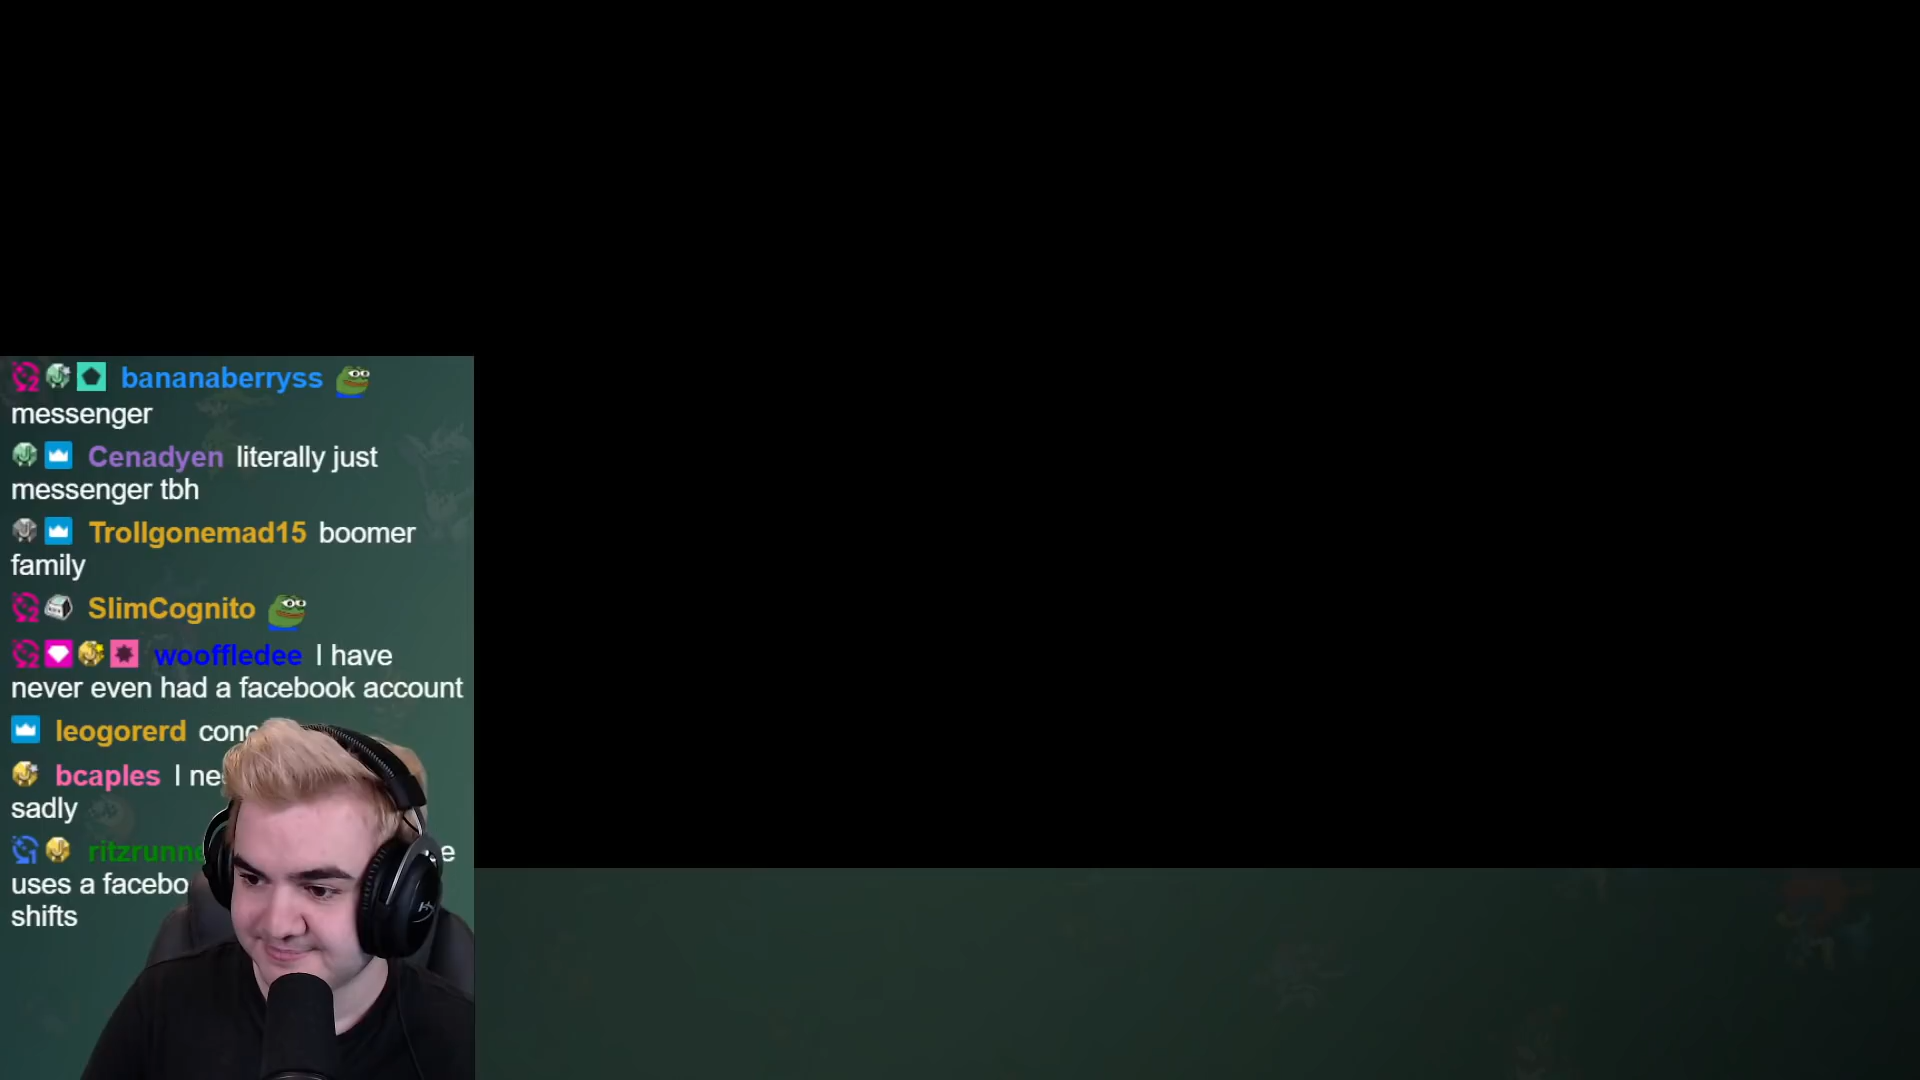 bananaberryss
messenger
Cenadyen literally just
messenger tbh
Trollgonemad15 boomer
family
SlimCognito
wooffledee I have
never even had a facebook account
leogorerd
bcaples I
sadly
uses a
shifts